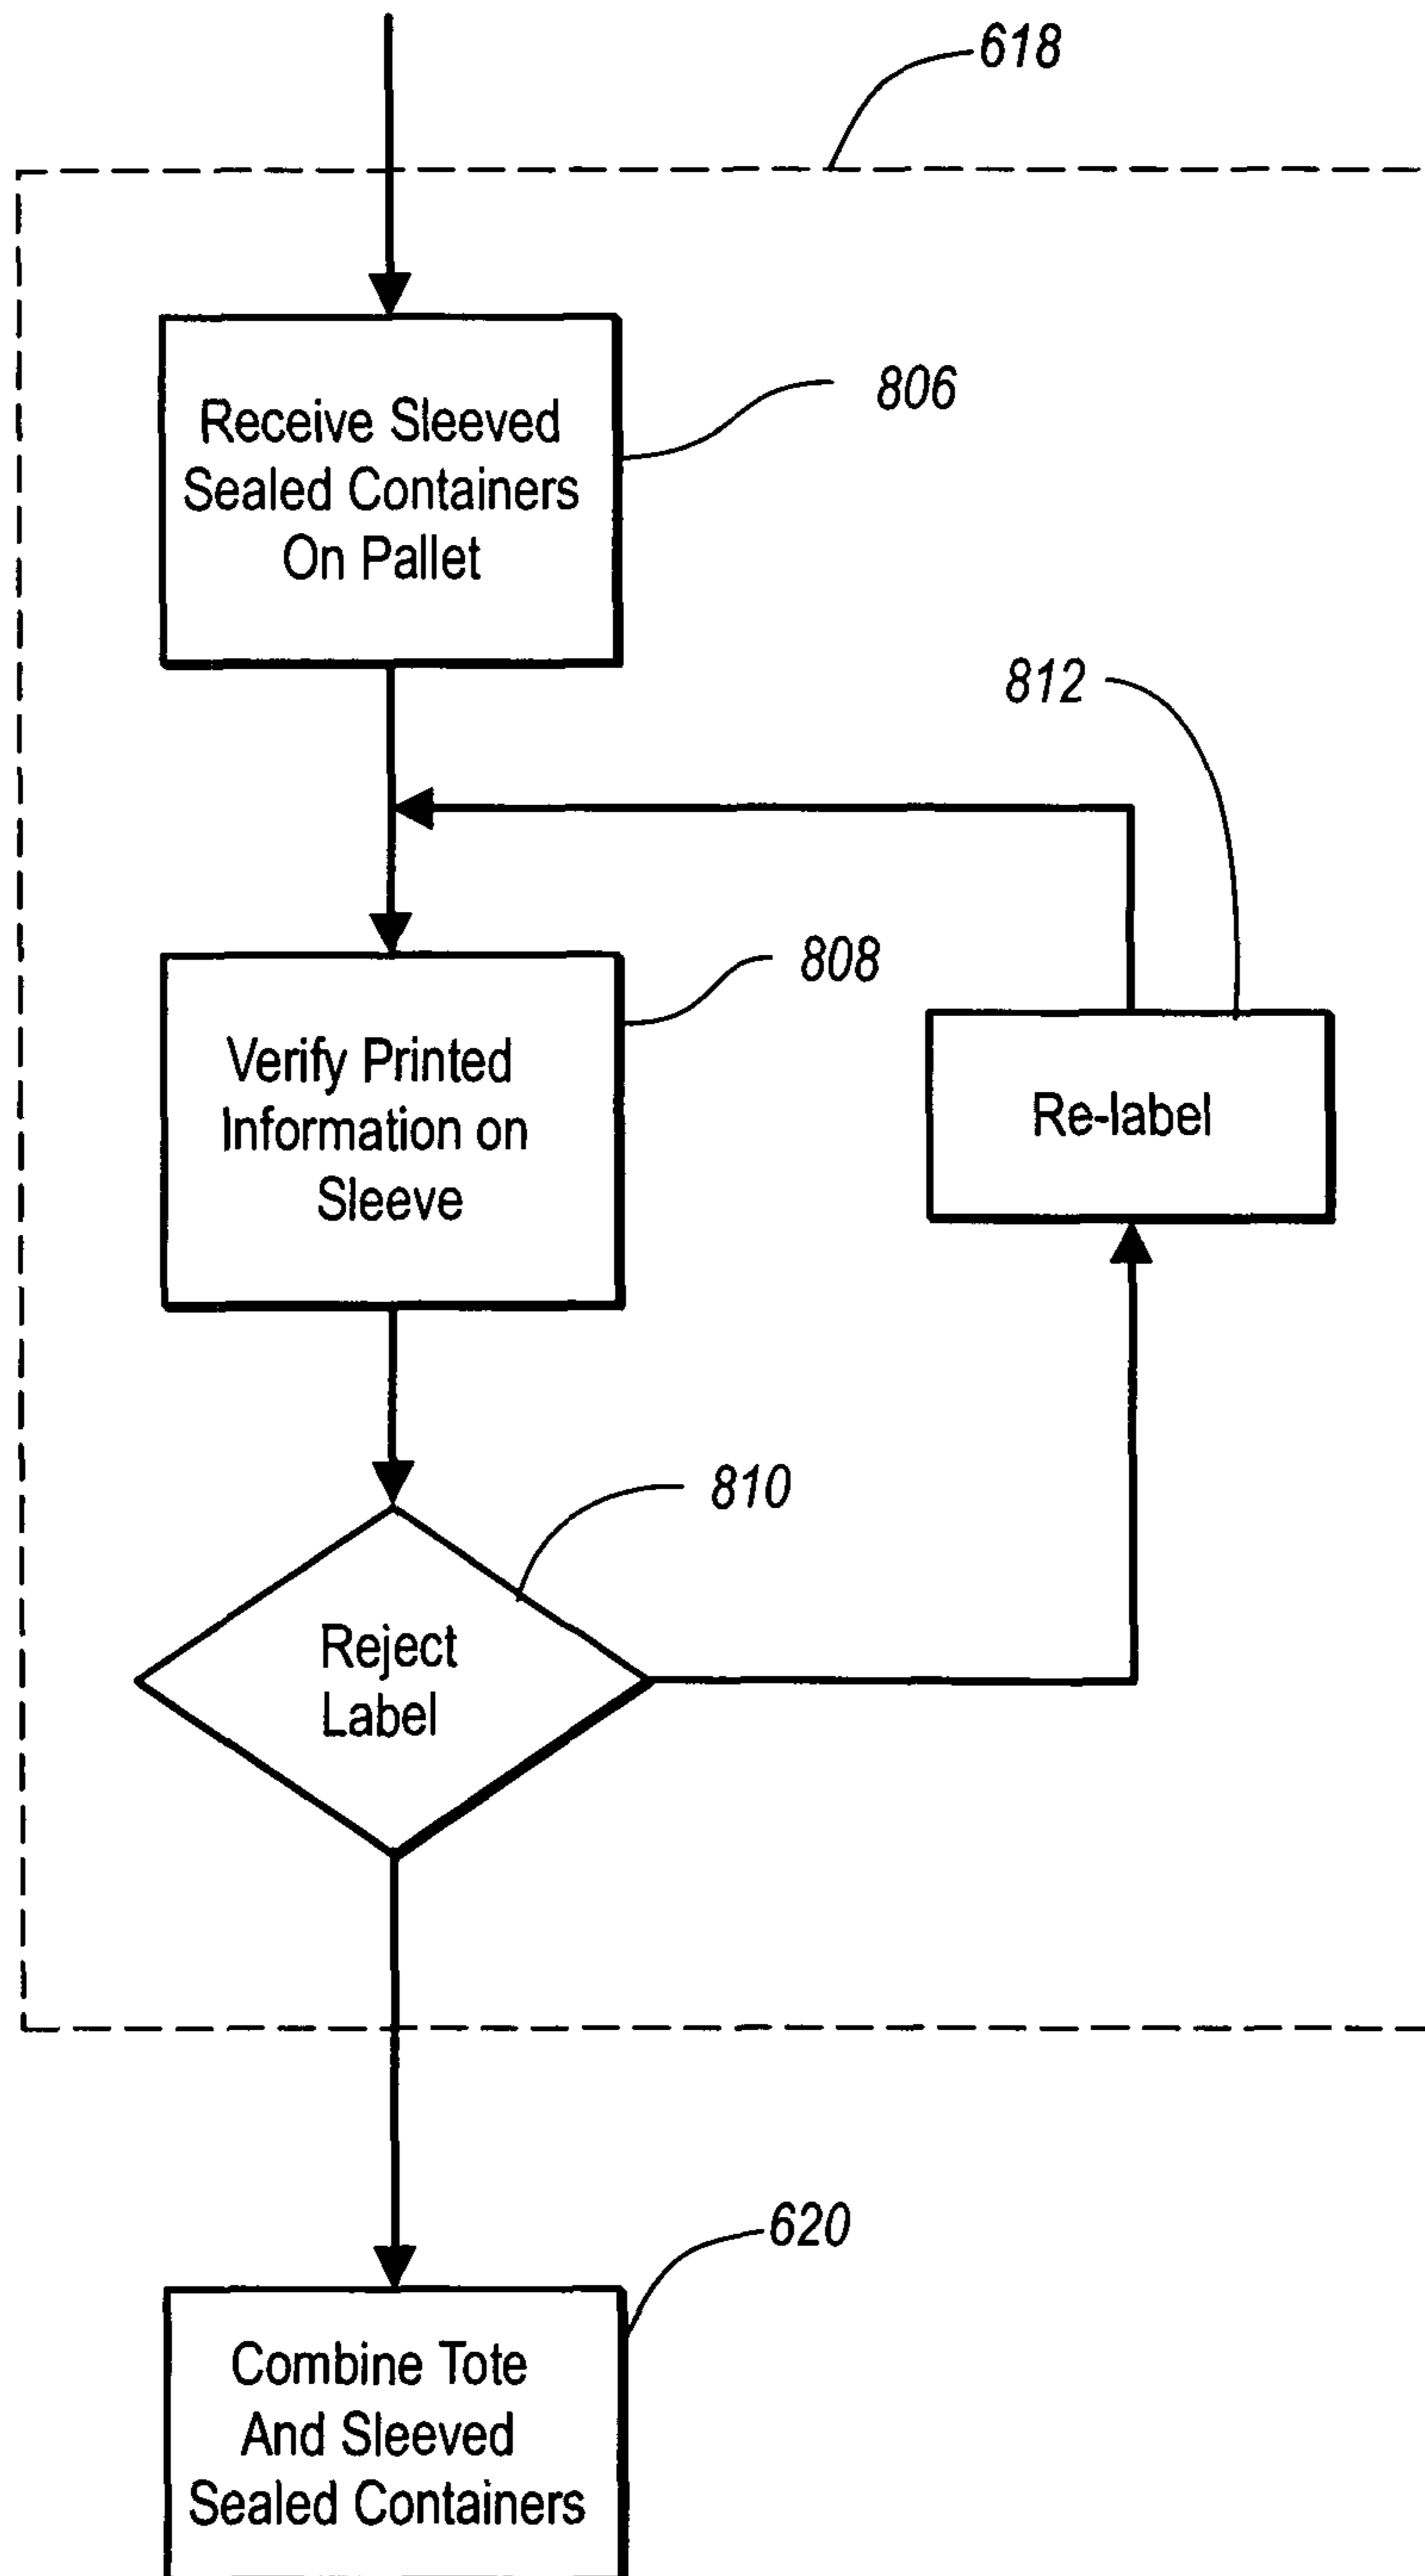 618
Receive Sleeved
Sealed Containers
On Pallet
806
812
Verify Printed
Information on
Sleeve
808
Re-label
Reject
Label
810
620
Combine Tote
And Sleeved
Sealed Containers